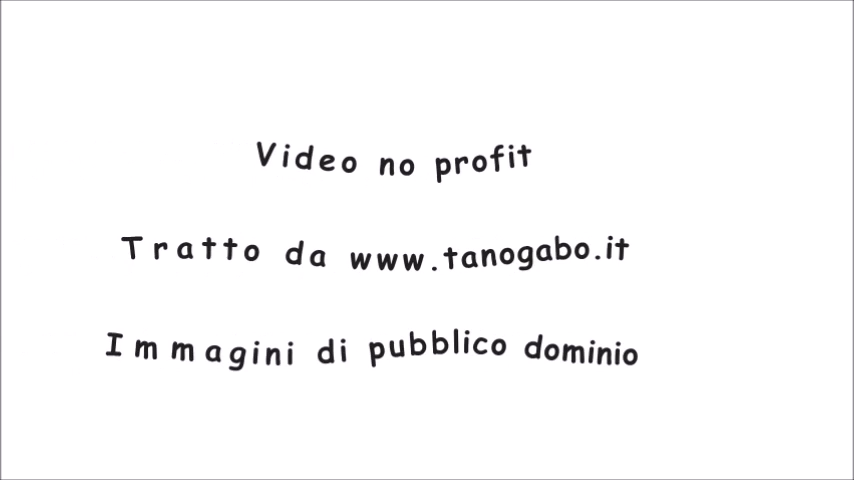 Video no profit
Tratto da www.tanogabo.it
Immagini di pubblico dominio